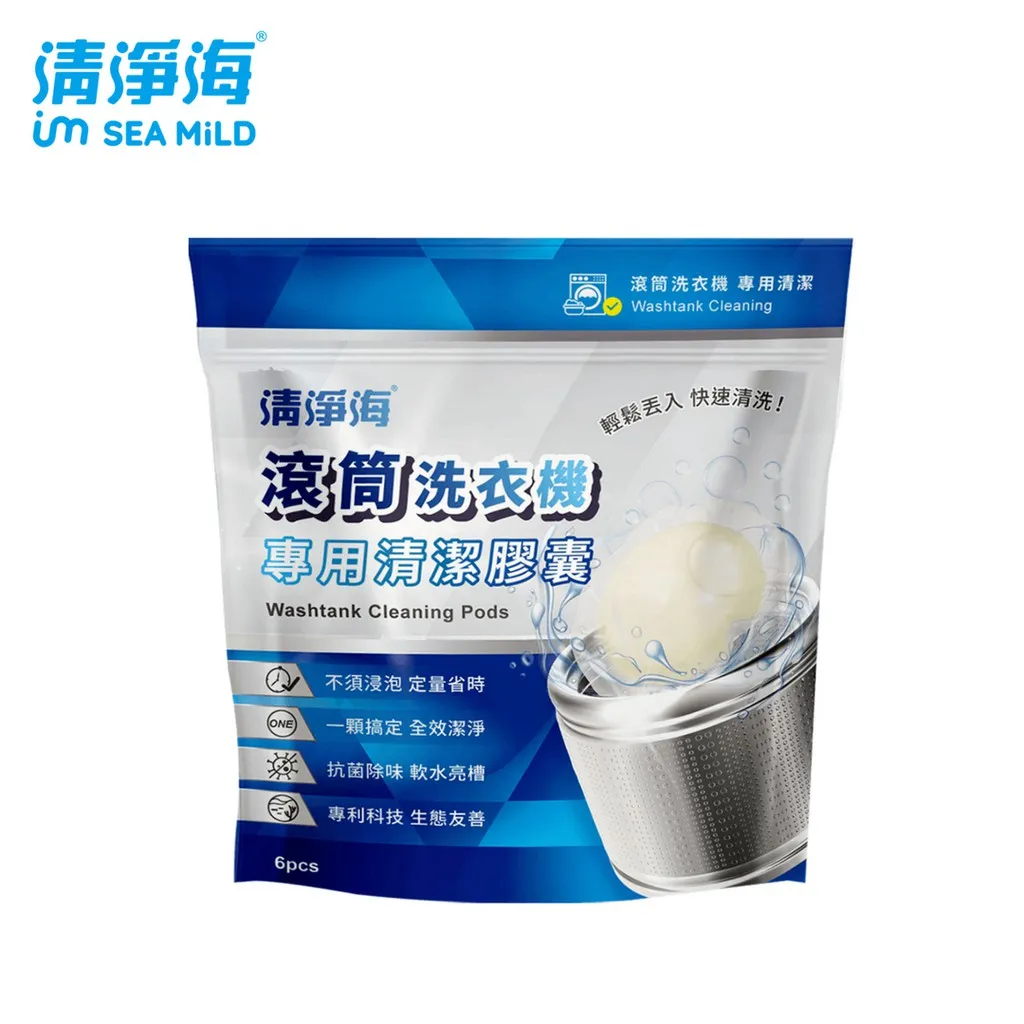 清淨海®
im SEA MiLD
滾筒洗衣機 專用清潔
Washtank Cleaning
清淨海®
輕鬆丟入 快速清洗!
滾筒洗衣機
專用清潔膠囊
Washtank Cleaning Pods
不須浸泡 定量省時
ONE
一顆搞定 全效潔淨
抗菌除味 軟水亮槽
專利科技 生態友善
6pcs